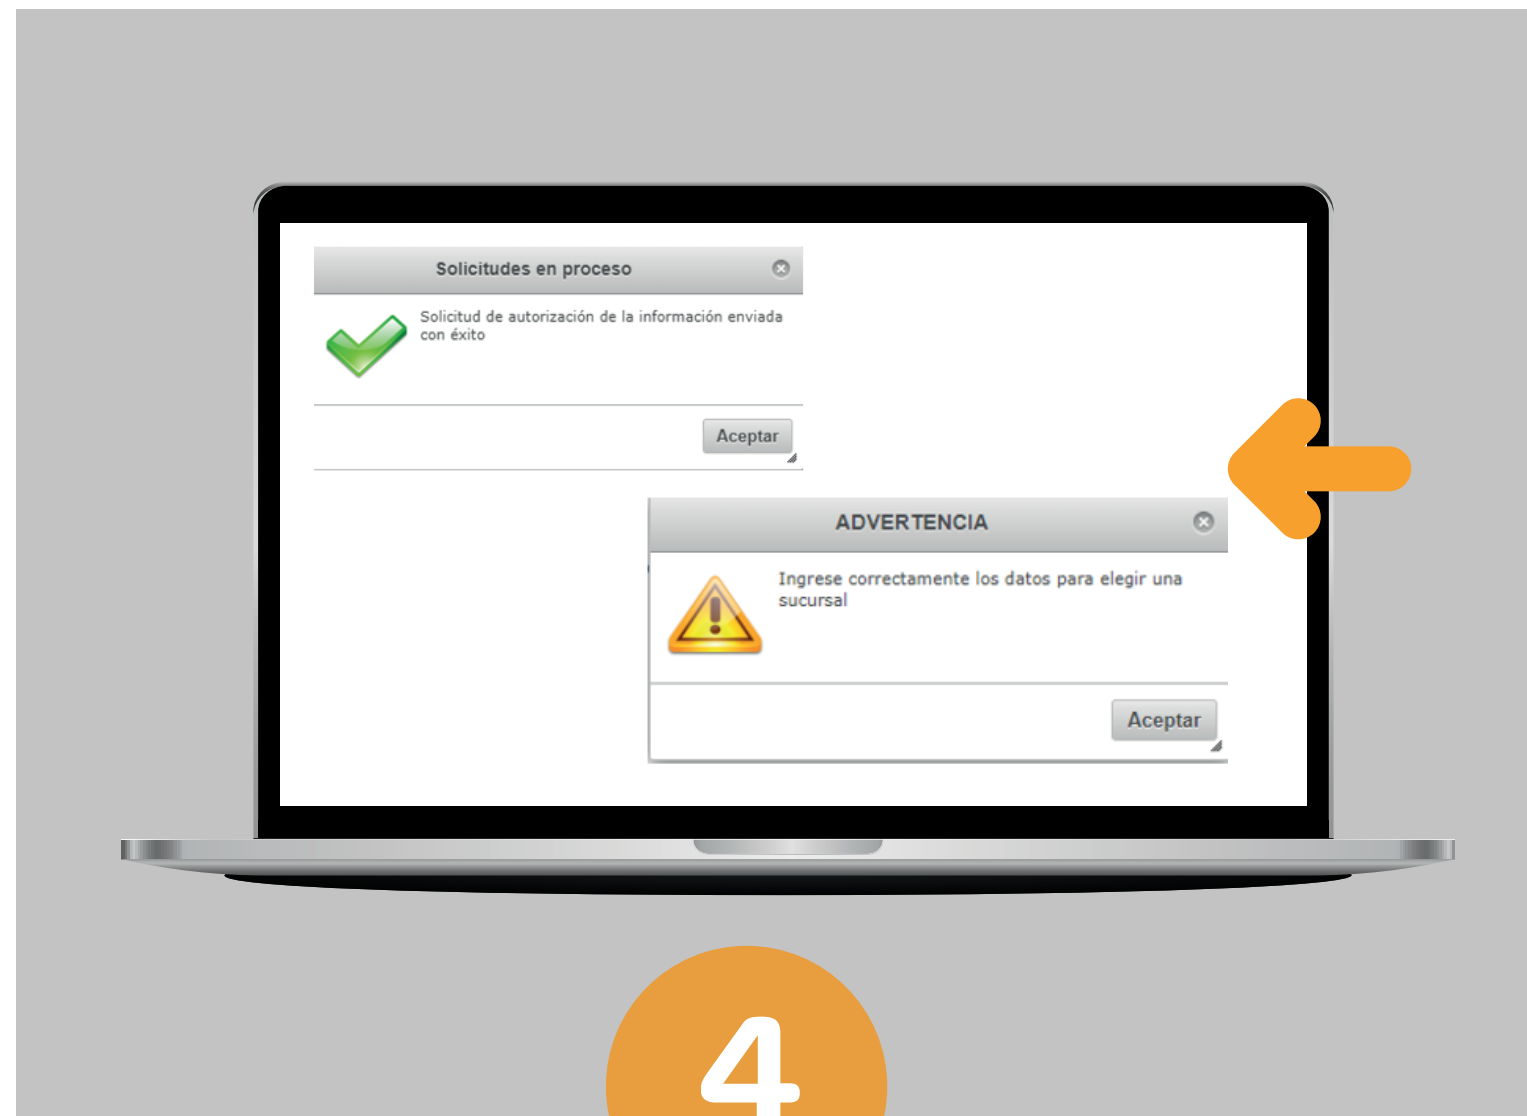 Solicitudes en proceso
Solicitud de autorización de la información enviada
con éxito
Aceptar
ADVERTENCIA
Ingrese correctamente los datos para elegir una
sucursal
Aceptar
4